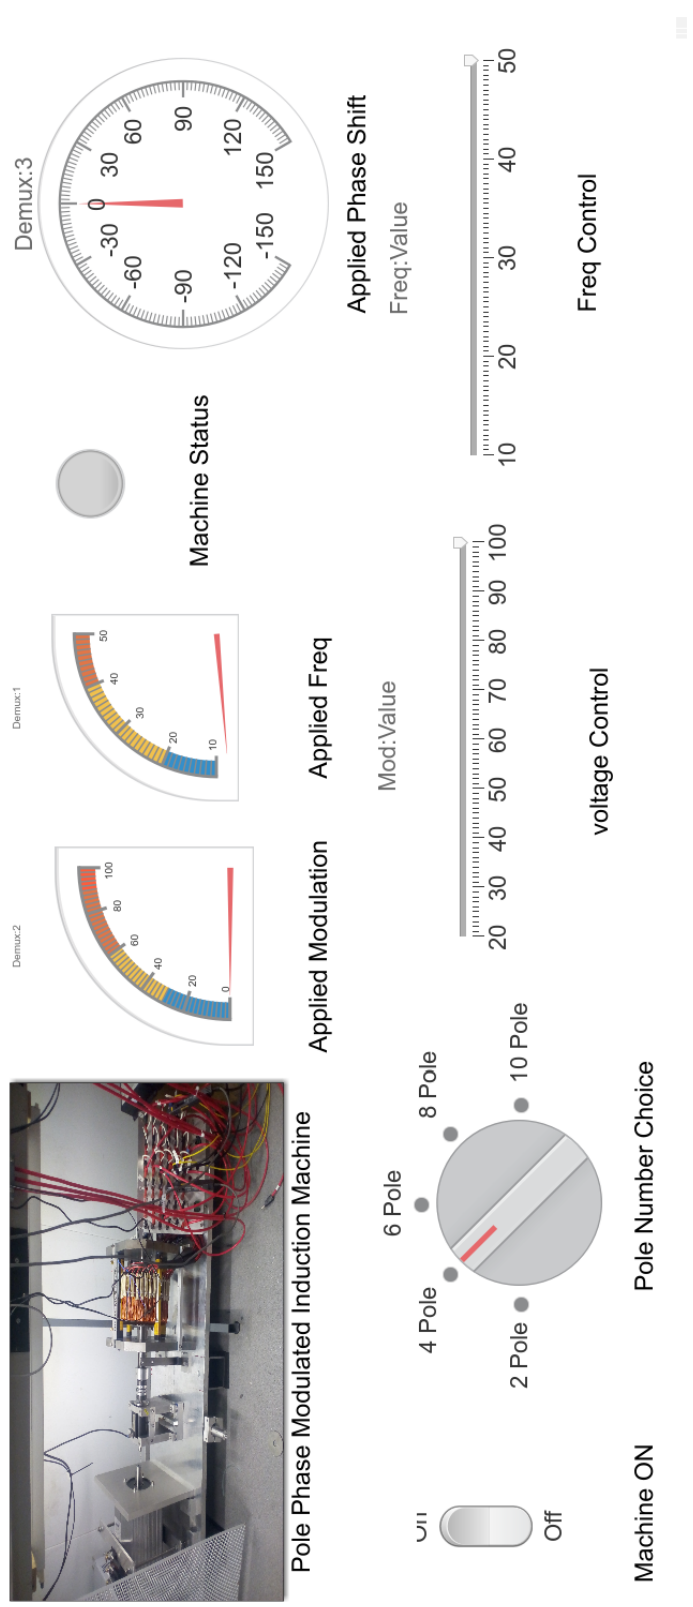 Pole Phase Modulated Induction Machine
Demux:2
0
20
40
60
80
100
Applied Modulation
Demux:1
10
20
30
40
50
Applied Freq
Machine Status
Demux:3
-150
-120
-90
-60
-30
0
30
60
90
120
150
Applied Phase Shift
On
Off
Machine ON
2 Pole
4 Pole
6 Pole
8 Pole
10 Pole
Pole Number Choice
Mod:Value
20 30 40 50 60 70 80 90 100
voltage Control
Freq:Value
10 20 30 40 50
Freq Control